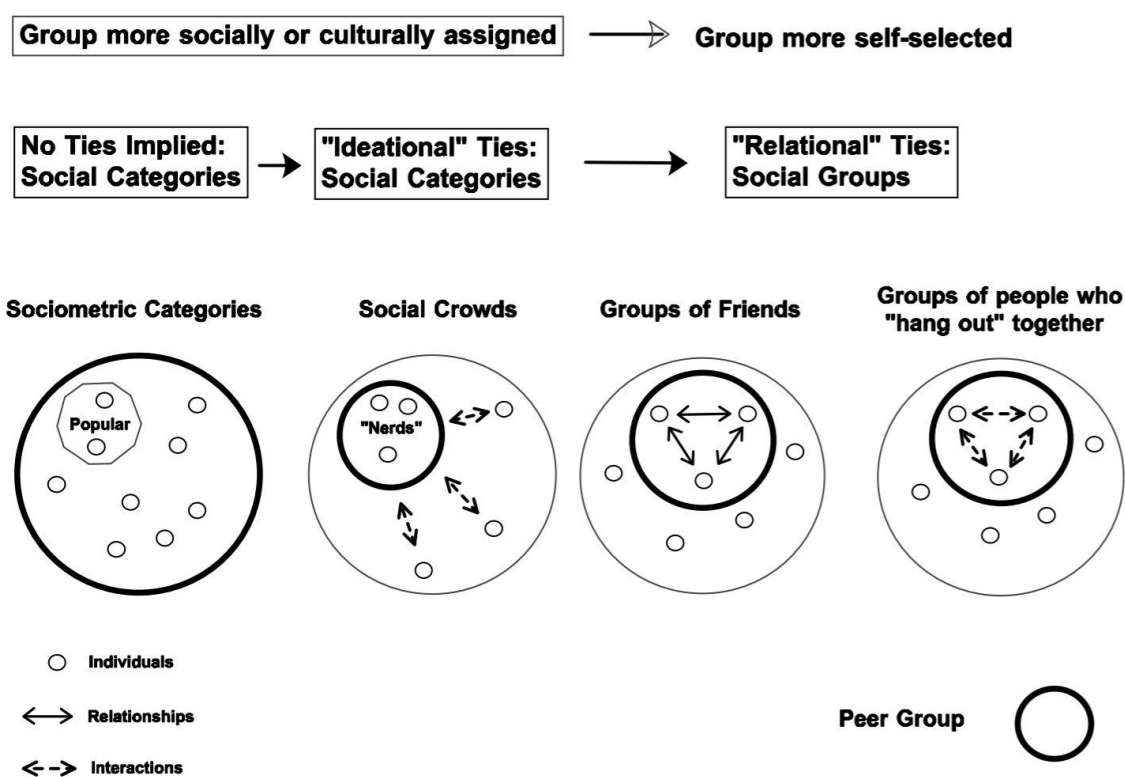 Group more socially or culturally assigned
Group more self-selected
No Ties Implied:
Social Categories
"Ideational" Ties:
Social Categories
"Relational" Ties:
Social Groups
Sociometric Categories
Social Crowds
Groups of Friends
Groups of people who
"hang out" together
Popular
"Nerds"
Individuals
Relationships
Interactions
Peer Group